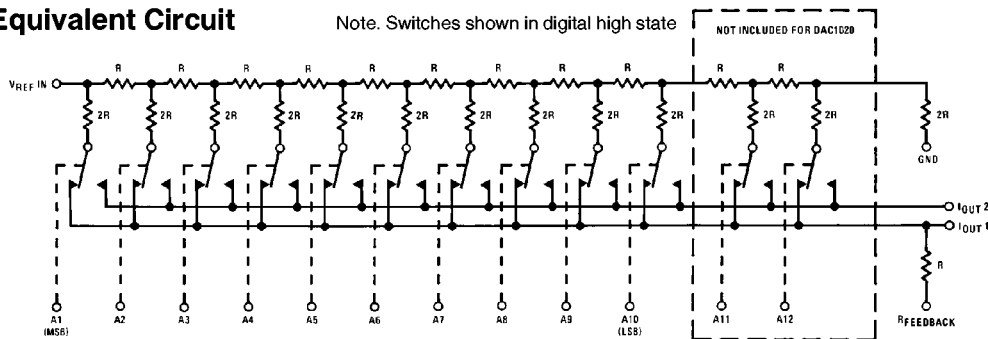 Equivalent Circuit
Note. Switches shown in digital high state
NOT INCLUDED FOR DAC1020
R R R R R R R R R R R
VREF IN
2R 2R 2R 2R 2R 2R 2R 2R 2R 2R 2R 2R 2R
GND
IOUT 2
IOUT 1
R
A1 A2 A3 A4 A5 A6 A7 A8 A9 A10 A11 A12 RFEEDBACK
(MSB) (LSB)